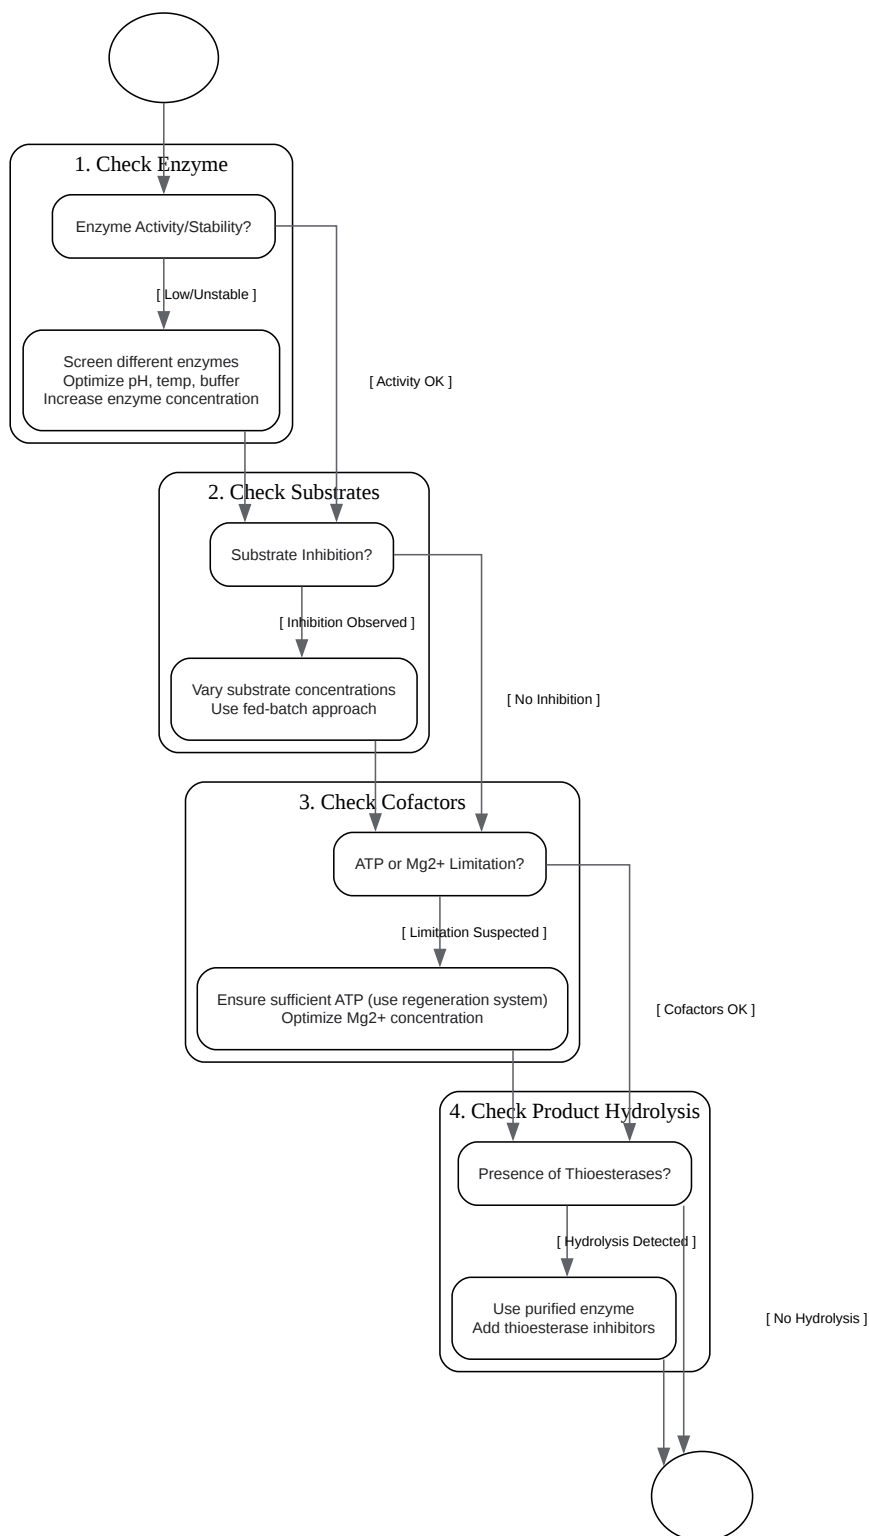 1. Check Enzyme
Enzyme Activity/Stability?
[ Low/Unstable ]
Screen different enzymes
Optimize pH, temp, buffer
Increase enzyme concentration
[ Activity OK ]
2. Check Substrates
Substrate Inhibition?
[ Inhibition Observed ]
Vary substrate concentrations
Use fed-batch approach
[ No Inhibition ]
3. Check Cofactors
ATP or Mg2+ Limitation?
[ Limitation Suspected ]
Ensure sufficient ATP (use regeneration system)
Optimize Mg2+ concentration
[ Cofactors OK ]
4. Check Product Hydrolysis
Presence of Thioesterases?
[ Hydrolysis Detected ]
Use purified enzyme
Add thioesterase inhibitors
[ No Hydrolysis ]